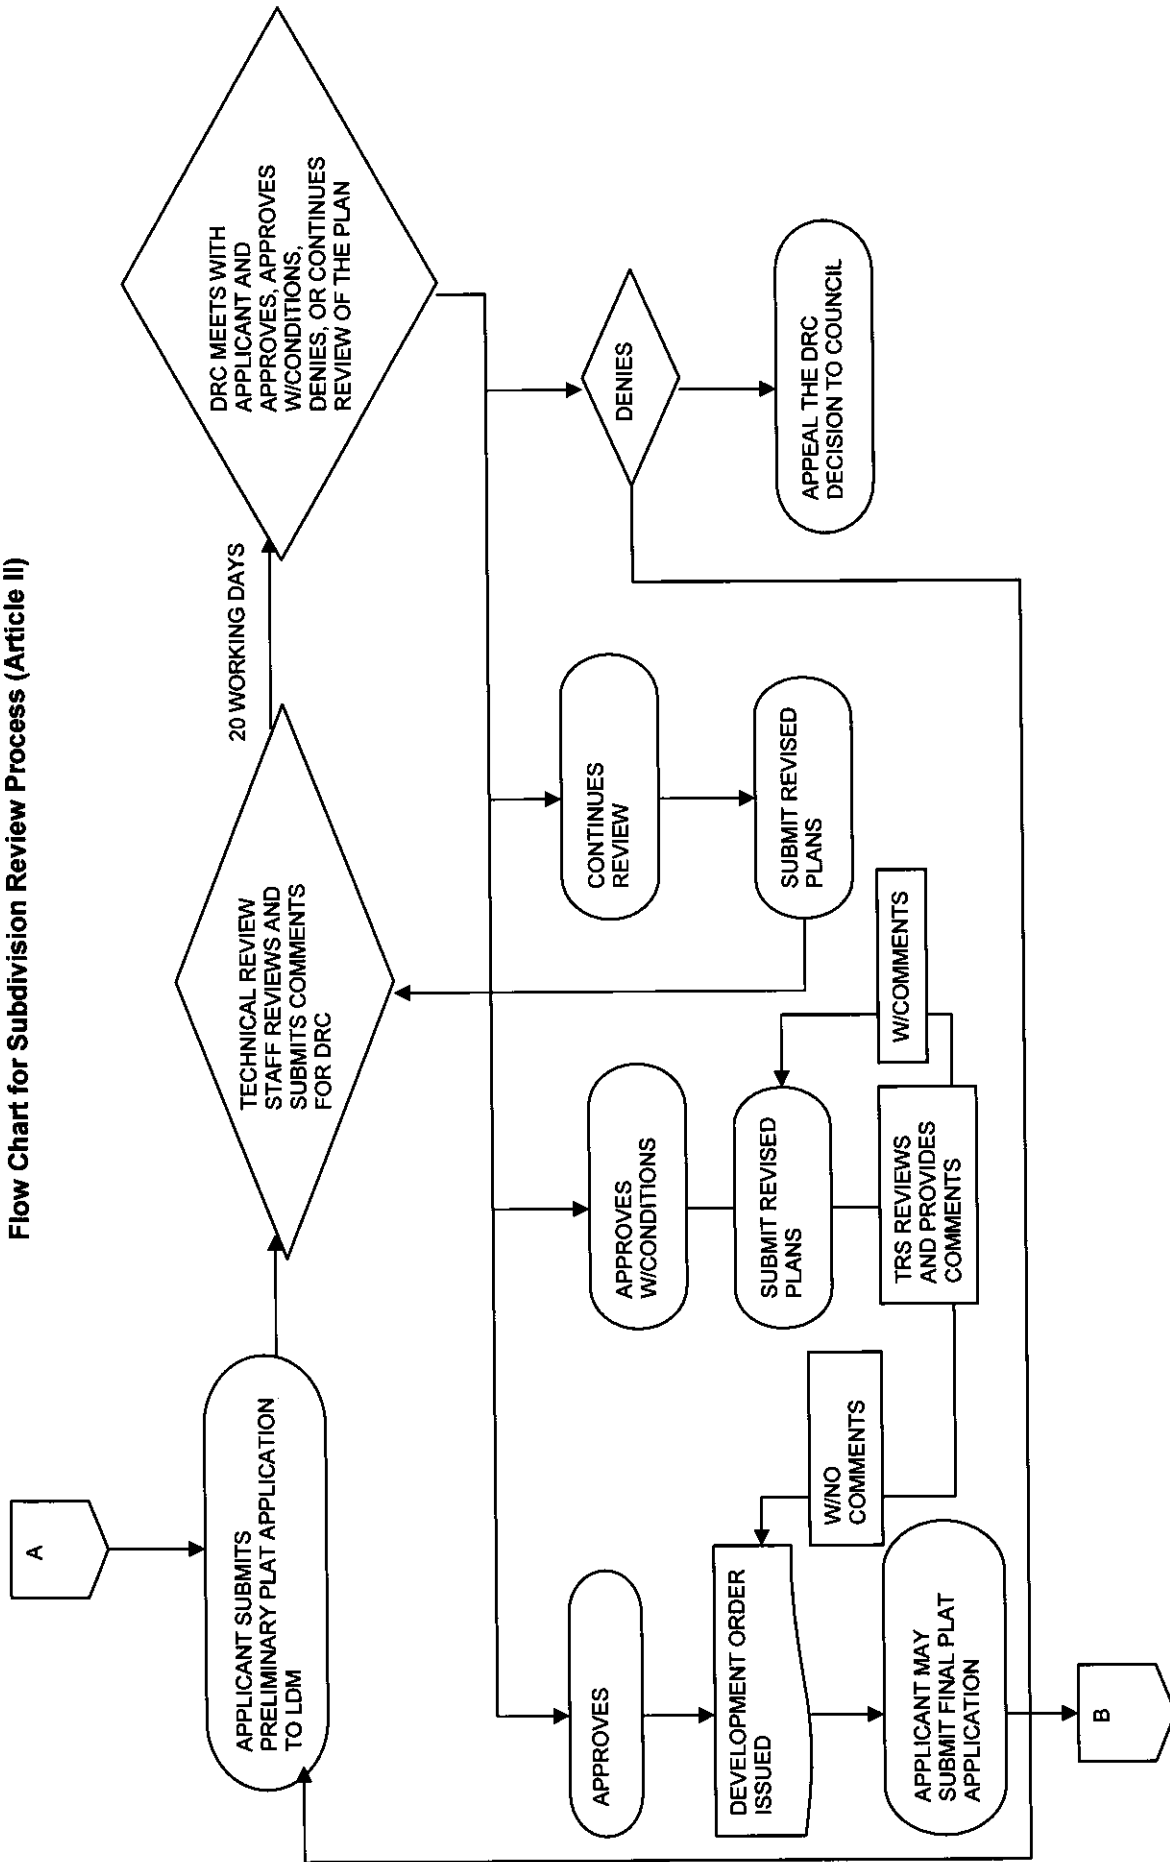 Flow Chart for Subdivision Review Process (Article II)
A
APPLICANT SUBMITS
PRELIMINARY PLAT APPLICATION
TO LDM
TECHNICAL REVIEW
STAFF REVIEWS AND
SUBMITS COMMENTS
FOR DRC
20 WORKING DAYS
DRC MEETS WITH
APPLICANT AND
APPROVES, APPROVES
W/CONDITIONS,
DENIES, OR CONTINUES
REVIEW OF THE PLAN
APPROVES
DEVELOPMENT ORDER
ISSUED
APPLICANT MAY
SUBMIT FINAL PLAT
APPLICATION
B
W/NO
COMMENTS
APPROVES
W/CONDITIONS
SUBMIT REVISED
PLANS
TRS REVIEWS
AND PROVIDES
COMMENTS
W/COMMENTS
CONTINUES
REVIEW
SUBMIT REVISED
PLANS
DENIES
APPEAL THE DRC
DECISION TO COUNCIL